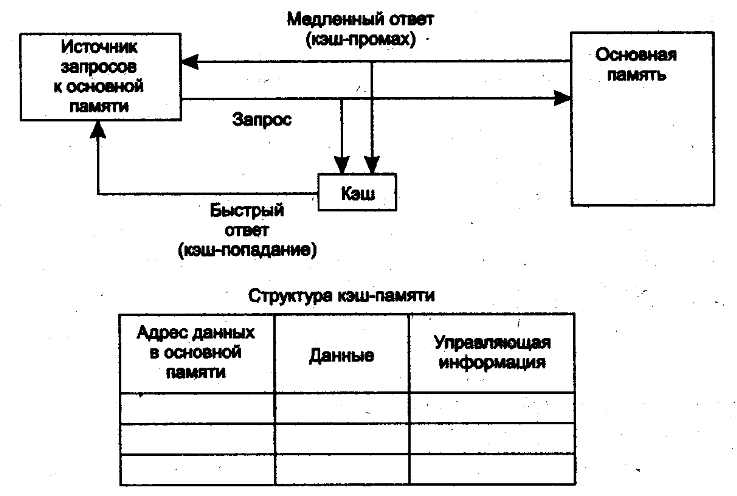 Медленный ответ
(кэш-промах)
Источник
запросов
к основной
памяти
Основная
память
Запрос
Кэш
Быстрый
ответ
(кэш-попадание)
Структура кэш-памяти
Адрес данных
в основной
памяти
Данные
Управляющая
информация